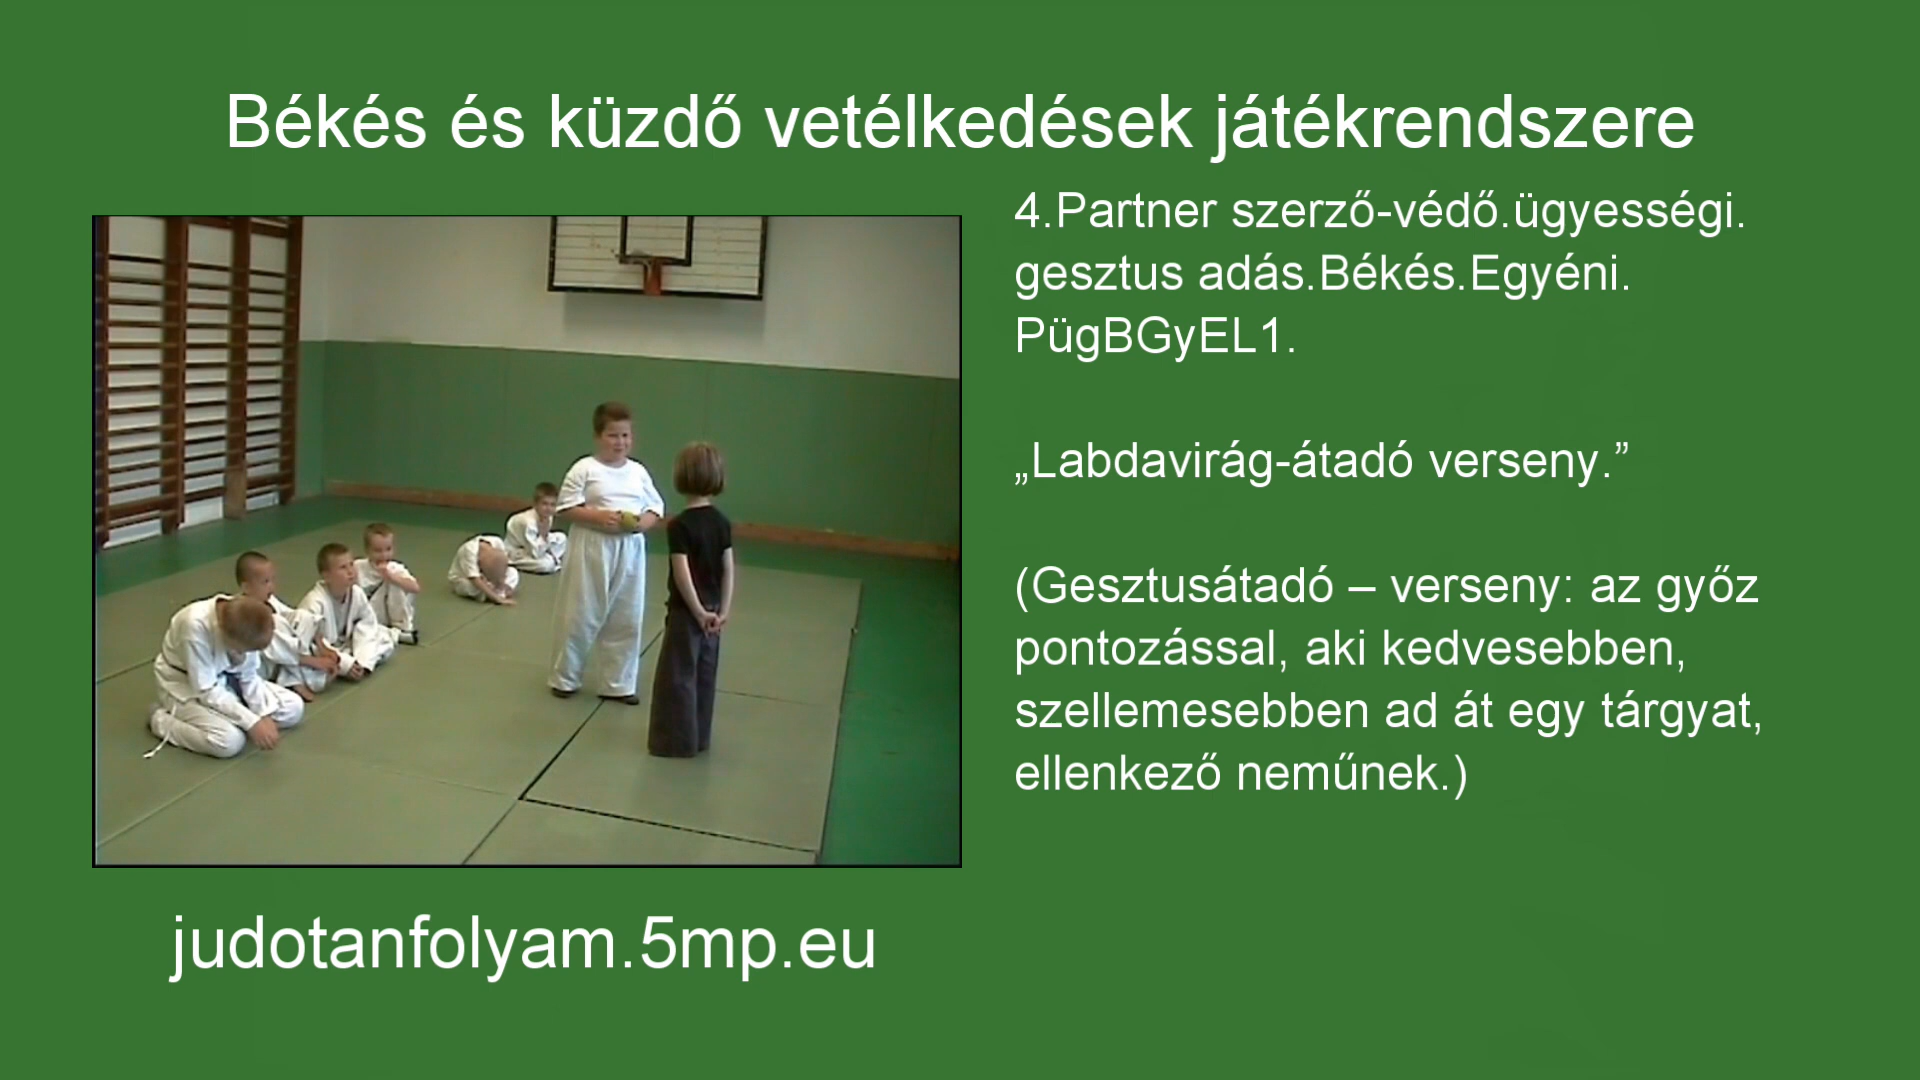 Békés és küzdő vetélkedések játékrendszere
4.Partner szerző-védő.ügyességi.
gesztus adás.Békés.Egyéni.
PügBGyEL1.
„Labdavirág-átadó verseny.”
(Gesztusátadó – verseny: az győz
pontozással, aki kedvesebben,
szellemesebben ad át egy tárgyat,
ellenkező neműnek.)
judotanfolyam.5mp.eu